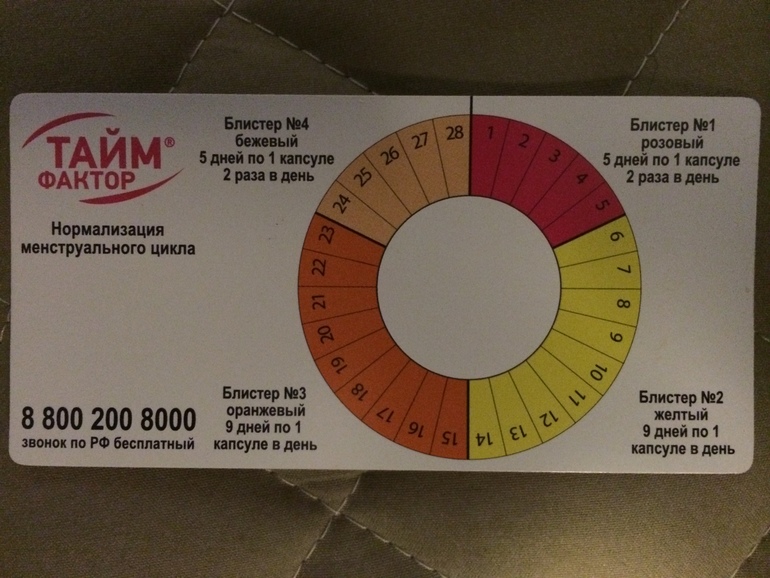 ТАЙМ®
ФАКТОР
Нормализация
менструального цикла
8 800 200 8000
звонок по РФ бесплатный
Блистер №4
бежевый
5 дней по 1 капсуле
2 раза в день
Блистер №1
розовый
5 дней по 1 капсуле
2 раза в день
1
2
3
4
5
6
7
8
9
10
11
12
13
14
15
16
17
18
19
20
21
22
23
24
25
26
27
28
Блистер №3
оранжевый
9 дней по 1
капсуле в день
Блистер №2
желтый
9 дней по 1
капсуле в день